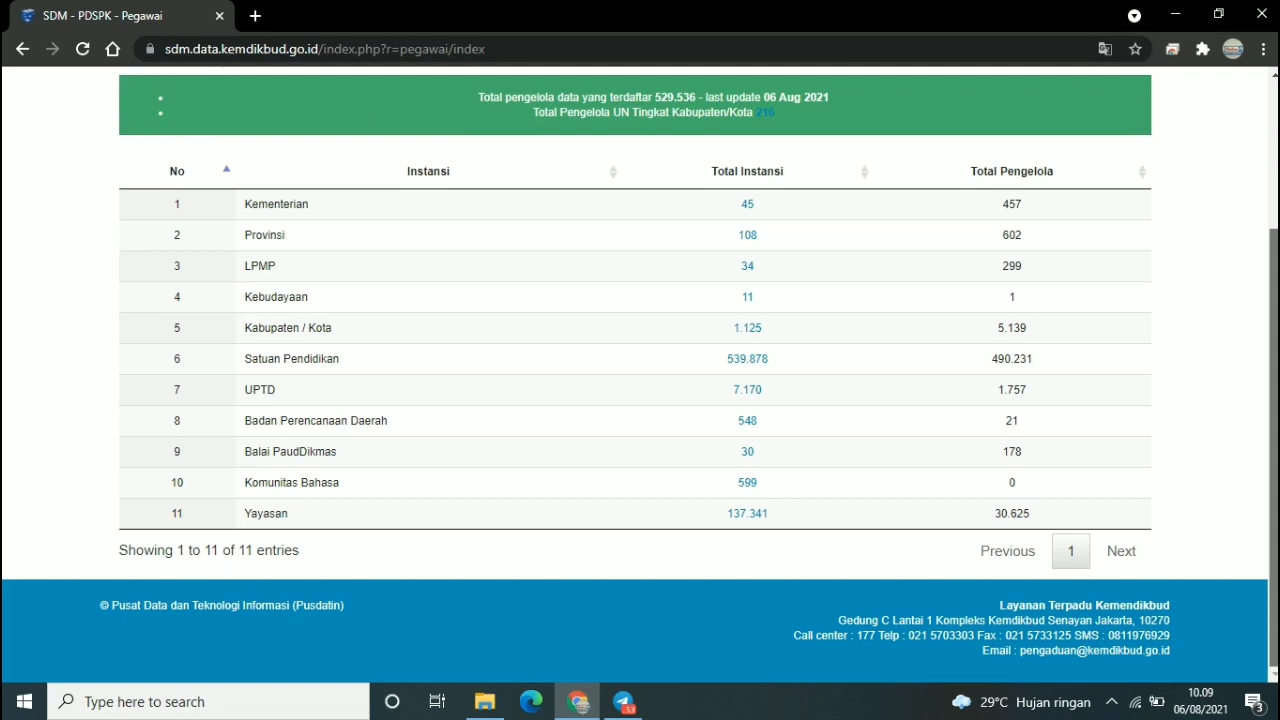 SDM - PDSPK - Pegawai
sdm.data.kemdikbud.go.id/index.php?r=pegawai/index
Total pengelola data yang terdaftar 529.536 - last update 06 Aug 2021
Total Pengelola UN Tingkat Kabupaten/Kota 216
No Instansi Total Instansi Total Pengelola
1 Kementerian 45 457
2 Provinsi 108 602
3 LPMP 34 299
4 Kebudayaan 11 1
5 Kabupaten / Kota 1.125 5.139
6 Satuan Pendidikan 539.878 490.231
7 UPTD 7.170 1.757
8 Badan Perencanaan Daerah 548 21
9 Balai PaudDikmas 30 178
10 Komunitas Bahasa 599 0
11 Yayasan 137.341 30.625
Showing 1 to 11 of 11 entries Previous 1 Next
© Pusat Data dan Teknologi Informasi (Pusdatin) Layanan Terpadu Kemendikbud
Gedung C Lantai 1 Kompleks Kemdikbud Senayan Jakarta, 10270
Call center : 177 Telp : 021 5703303 Fax : 021 5733125 SMS : 0811976929
Email : pengaduan@kemdikbud.go.id
Type here to search 29°C Hujan ringan 10.09
06/08/2021 3